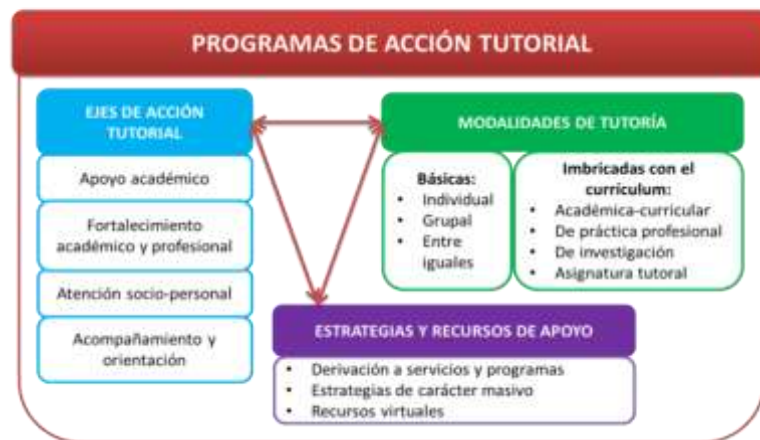 PROGRAMAS DE ACCIÓN TUTORIAL
EJES DE ACCIÓN
TUTORIAL
Apoyo académico
Fortalecimiento
académico y profesional
Atención socio-personal
Acompañamiento y
orientación
MODALIDADES DE TUTORÍA
Básicas:
• Individual
• Grupal
• Entre
iguales
Imbricadas con el
curriculum:
• Académica-curricular
• De práctica profesional
• De investigación
• Asignatura tutoral
ESTRATEGIAS Y RECURSOS DE APOYO
• Derivación a servicios y programas
• Estrategias de carácter masivo
• Recursos virtuales